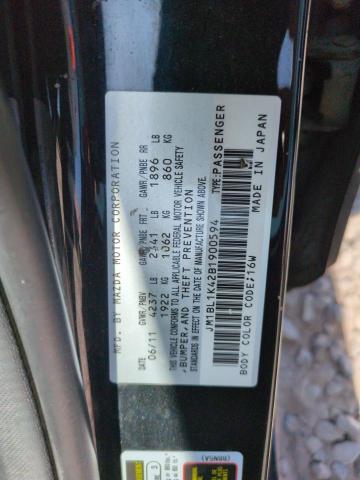 MFD. BY MAZDA MOTOR CORPORATION
DATE GVWR/PNBV GAWR/PNBE FRT. GAWR/PNBE RR
06/11 4237 LB 2341 LB 1896 LB
1922 KG 1062 KG 860 KG
THIS VEHICLE CONFORMS TO ALL APPLICABLE FEDERAL MOTOR VEHICLE SAFETY
, BUMPER, AND THEFT PREVENTION
STANDARDS IN EFFECT ON THE DATE OF MANUFACTURE SHOWN ABOVE.
JM1BL1K42B1900594 TYPE:PASSENGER
BODY COLOR CODE/16W MADE IN JAPAN
(BBM5A)